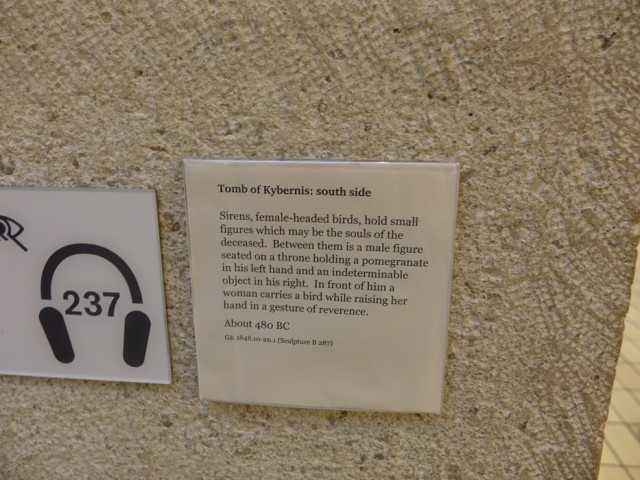 237
Tomb of Kybernis: south side
Sirens, female-headed birds, hold small
figures which may be the souls of the
deceased. Between them is a male figure
seated on a throne holding a pomegranate
in his left hand and an indeterminable
object in his right. In front of him a
woman carries a bird while raising her
hand in a gesture of reverence.
About 480 BC
GR 1848.10-20.1 (Sculpture B 287)